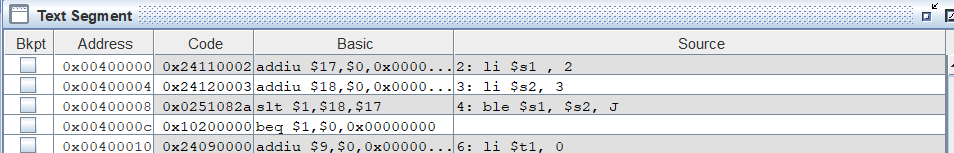 Text Segment
Bkpt Address Code Basic Source
0x00400000 0x24110002 addiu $17,$0,0x0000... 2: li $s1 , 2
0x00400004 0x24120003 addiu $18,$0,0x0000... 3: li $s2, 3
0x00400008 0x0251082a slt $1,$18,$17 4: ble $s1, $s2, J
0x0040000c 0x10200000 beq $1,$0,0x00000000
0x00400010 0x24090000 addiu $9,$0,0x00000... 6: li $t1, 0